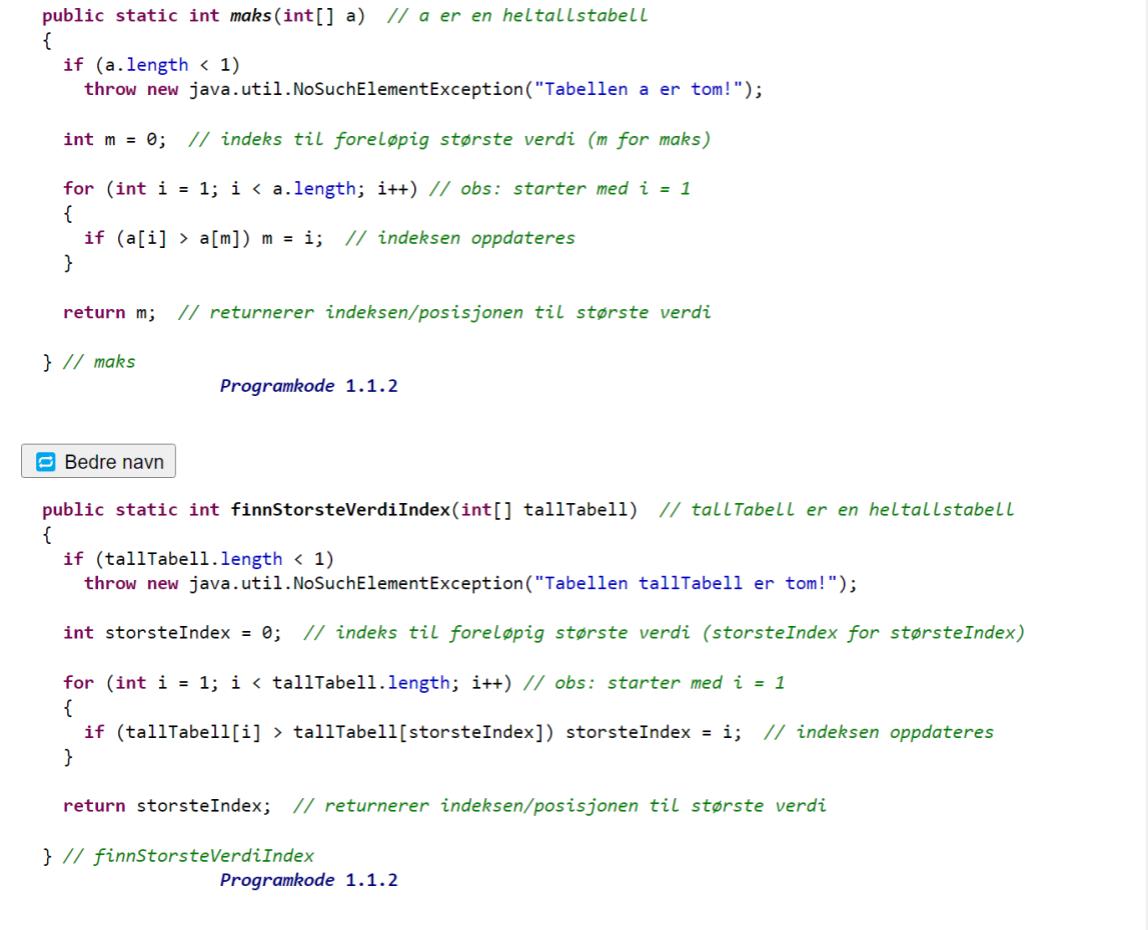 public static int maks(int[] a)  // a er en heltallstabell
{
  if (a.length < 1)
    throw new java.util.NoSuchElementException("Tabellen a er tom!");
  int m = 0;  // indeks til foreløpig største verdi (m for maks)
  for (int i = 1; i < a.length; i++) // obs: starter med i = 1
  {
    if (a[i] > a[m]) m = i;  // indeksen oppdateres
  }
  return m;  // returnerer indeksen/posisjonen til største verdi
} // maks
Programkode 1.1.2
Bedre navn
public static int finnStorsteVerdiIndex(int[] tallTabell)  // tallTabell er en heltallstabell
{
  if (tallTabell.length < 1)
    throw new java.util.NoSuchElementException("Tabellen tallTabell er tom!");
  int storsteIndex = 0;  // indeks til foreløpig største verdi (storsteIndex for størsteIndex)
  for (int i = 1; i < tallTabell.length; i++) // obs: starter med i = 1
  {
    if (tallTabell[i] > tallTabell[storsteIndex]) storsteIndex = i;  // indeksen oppdateres
  }
  return storsteIndex;  // returnerer indeksen/posisjonen til største verdi
} // finnStorsteVerdiIndex
Programkode 1.1.2